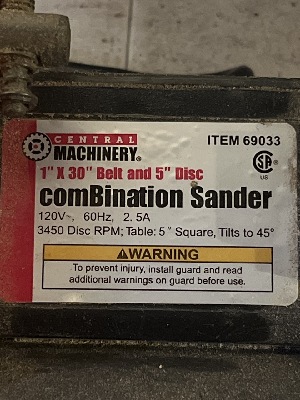 CENTRAL
MACHINERY®
ITEM 69033
1" X 30" Belt and 5" Disc
SA
US
comBination Sander
120V~, 60Hz, 2.5A
3450 Disc RPM; Table: 5" Square, Tilts to 45°
WARNING
To prevent injury, install guard and read
additional warnings on guard before use.